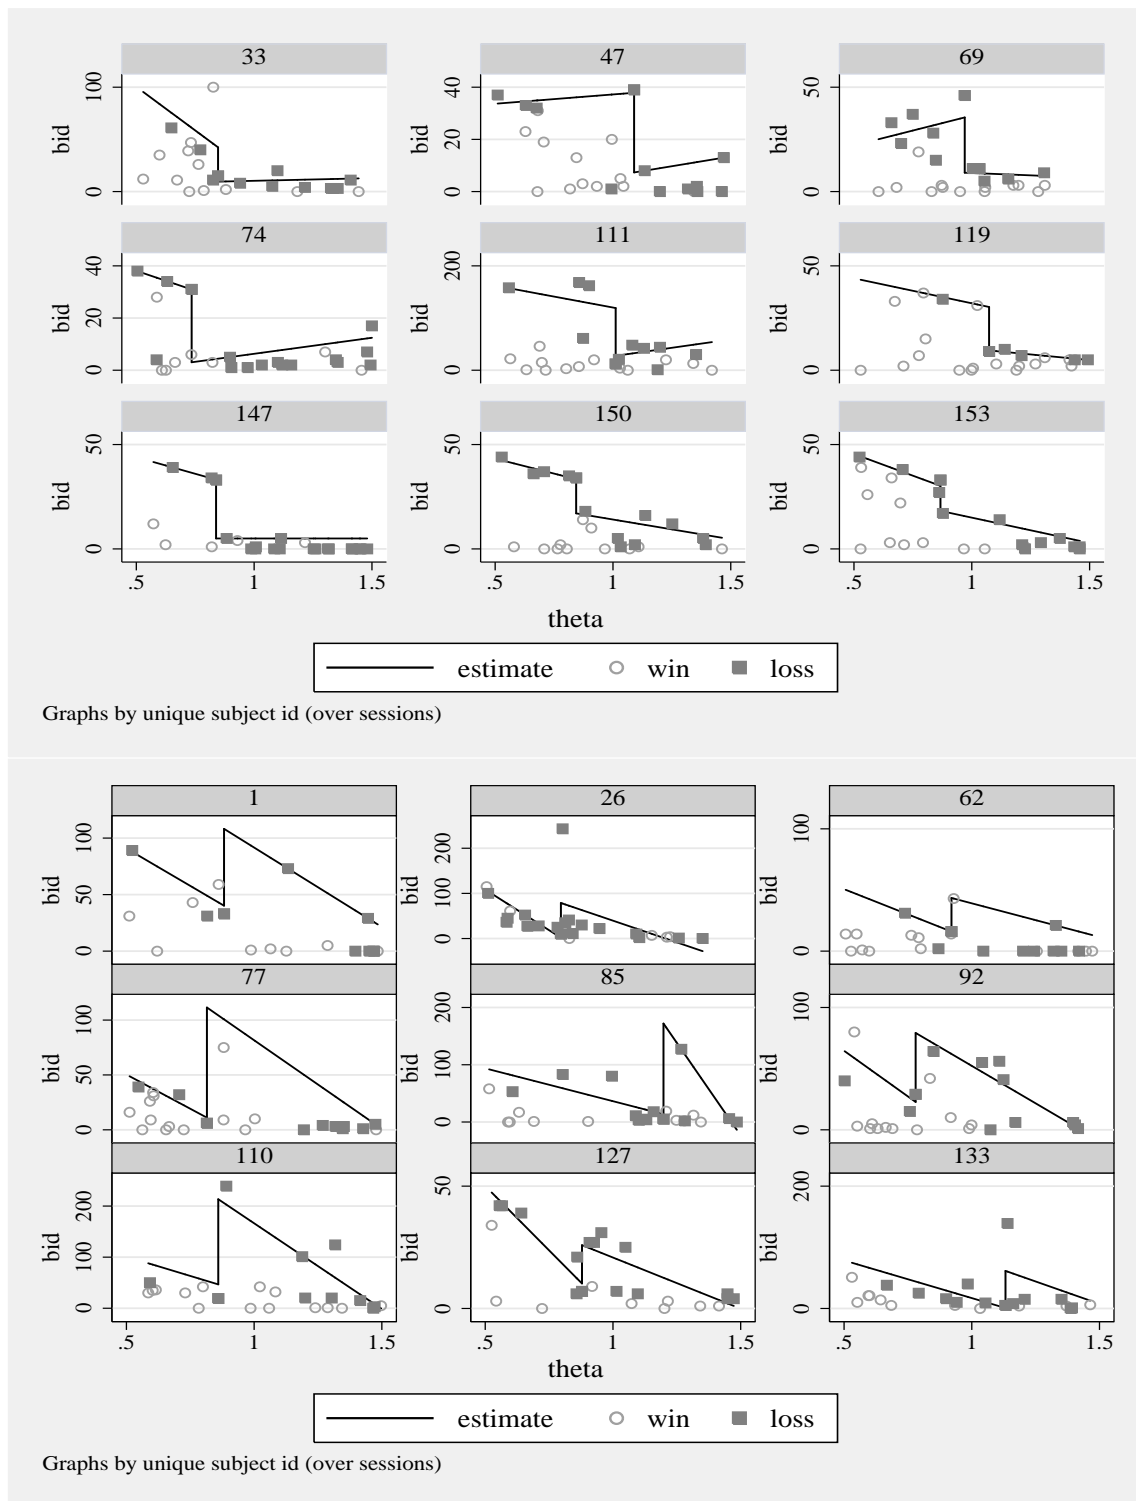 33 47 69
100 40 50
bid bid bid
20
0 0 0
74 111 119
40 200 50
bid bid bid
20
0 0 0
147 150 153
50 50 50
bid bid bid
0 0 0
.5 1 1.5 .5 1 1.5 .5 1 1.5
theta
estimate win loss
Graphs by unique subject id (over sessions)
1 26 62
100 200 100
bid bid bid
50 100
0 0 0
77 85 92
100 200 100
bid bid bid
50 100
0 0 0
110 127 133
200 50 200
bid bid bid
100
0 0 0
.5 1 1.5 .5 1 1.5 .5 1 1.5
theta
estimate win loss
Graphs by unique subject id (over sessions)